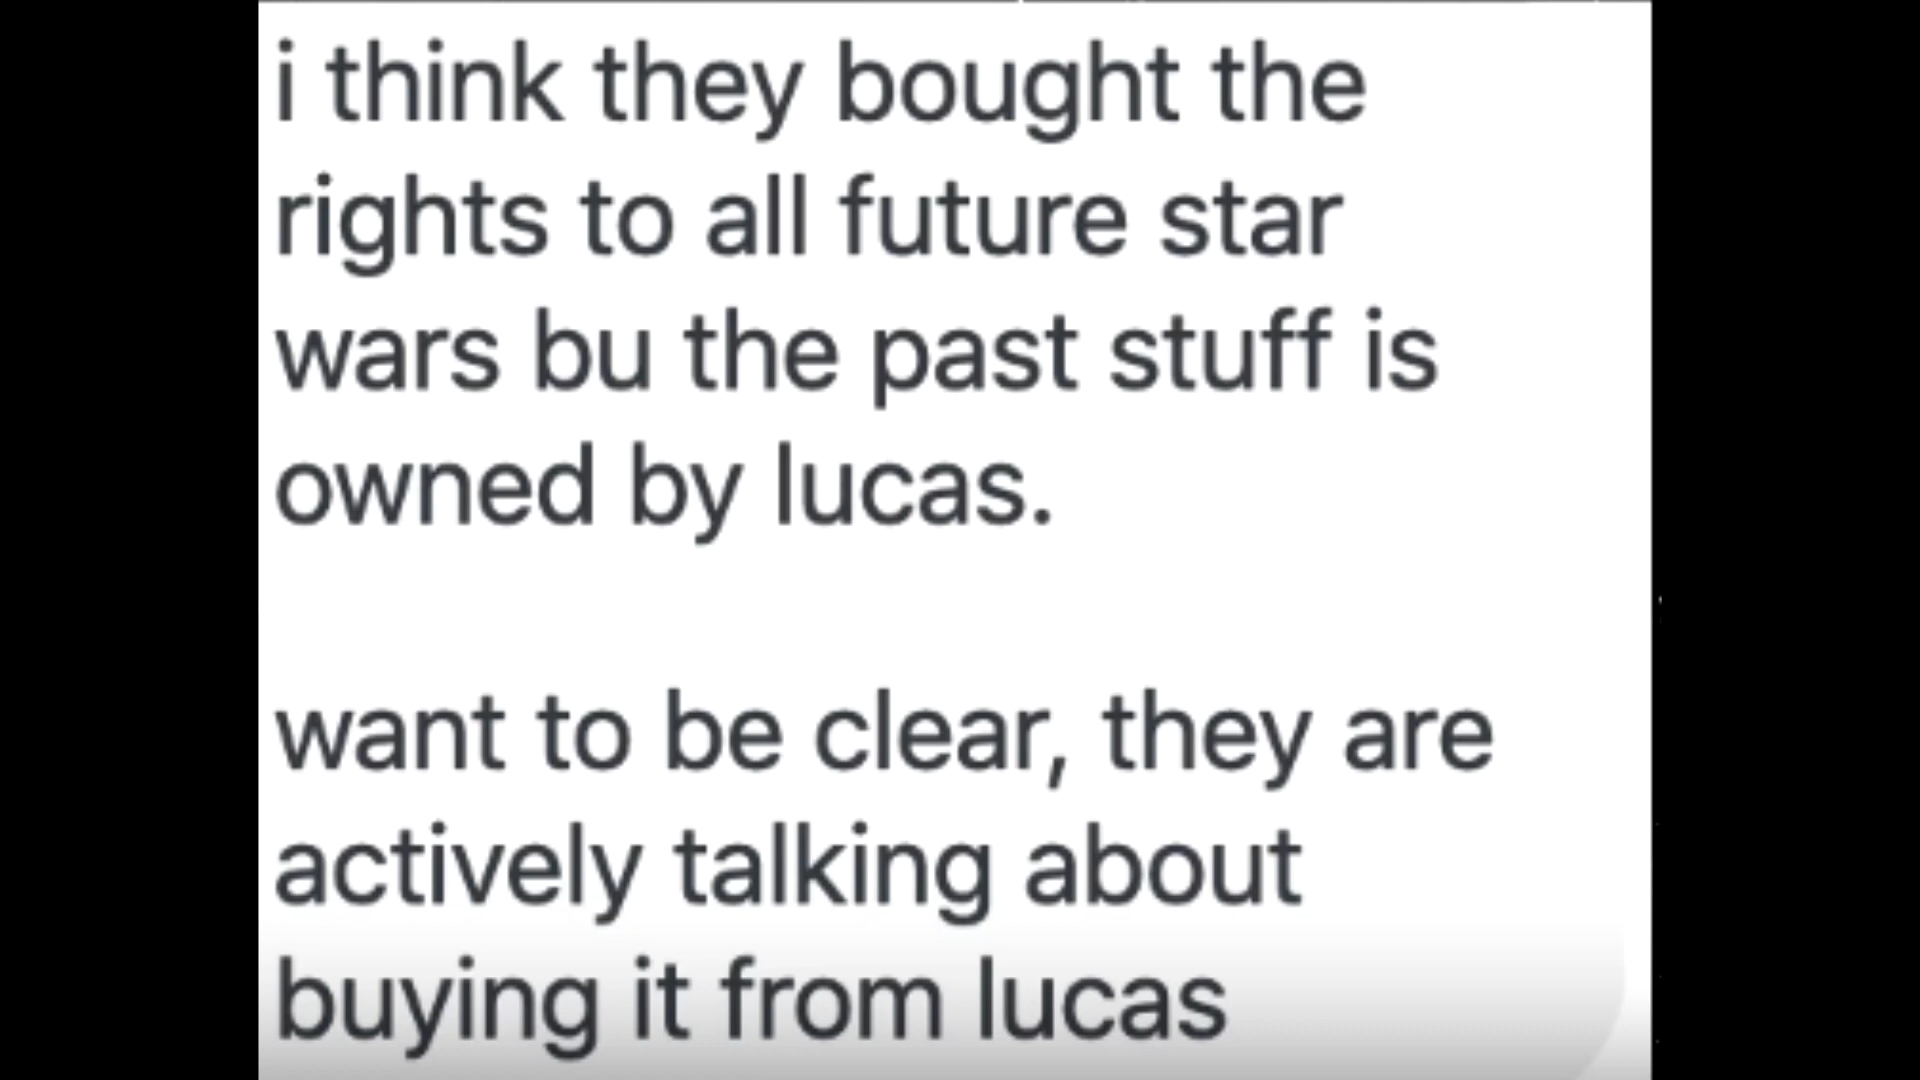 i think they bought the
rights to all future star
wars bu the past stuff is
owned by lucas.
want to be clear, they are
actively talking about
buying it from lucas